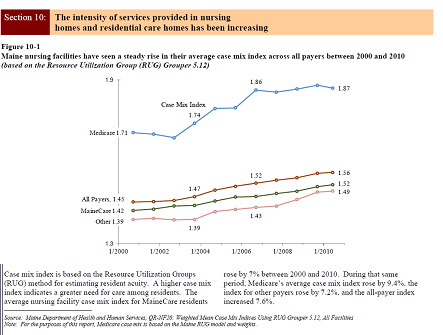 Section 10:
The intensity of services provided in nursing
homes and residential care homes has been increasing
Figure 10-1
Maine nursing facilities have seen a steady rise in their average case mix index across all payers between 2000 and 2010
(based on the Resource Utilization Group (RUG) Grouper 5.12)
1.9
1.86
1.87
Case Mix Index
1.74
Medicare 1.71
1.56
1.52
1.52
1.47
1.49
All Payers, 1.45
MaineCare 1.42
Other 1.39
1.43
1.39
1.3
1/2000
1/2002
1/2004
1/2006
1/2008
1/2010
Case mix index is based on the Resource Utilization Groups
(RUG) method for estimating resident acuity. A higher case mix
index indicates a greater need for care among residents. The
average nursing facility case mix index for MaineCare residents
rose by 7% between 2000 and 2010. During that same
period, Medicare's average case mix index rose by 9.4%, the
index for other payers rose by 7.2%, and the all-payer index
increased 7.6%.
Source: Maine Department of Health and Human Services, QR-NF20: Weighted Mean Case Mix Indices Using RUG Grouper 5.12, All Facilities
Note: For the purposes of this report, Medicare case mix is based on the Maine RUG model and weights.